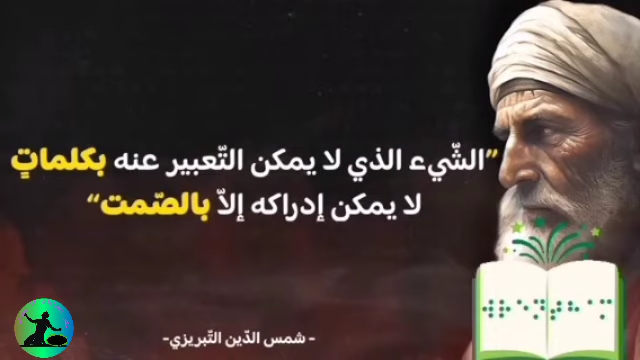 ”الشّيء الذي لا يمكن التّعبير عنه بكلماتٍ
لا يمكن إدراكه إلاّ بالصّمت“
- شمس الدّين التّبريزي-